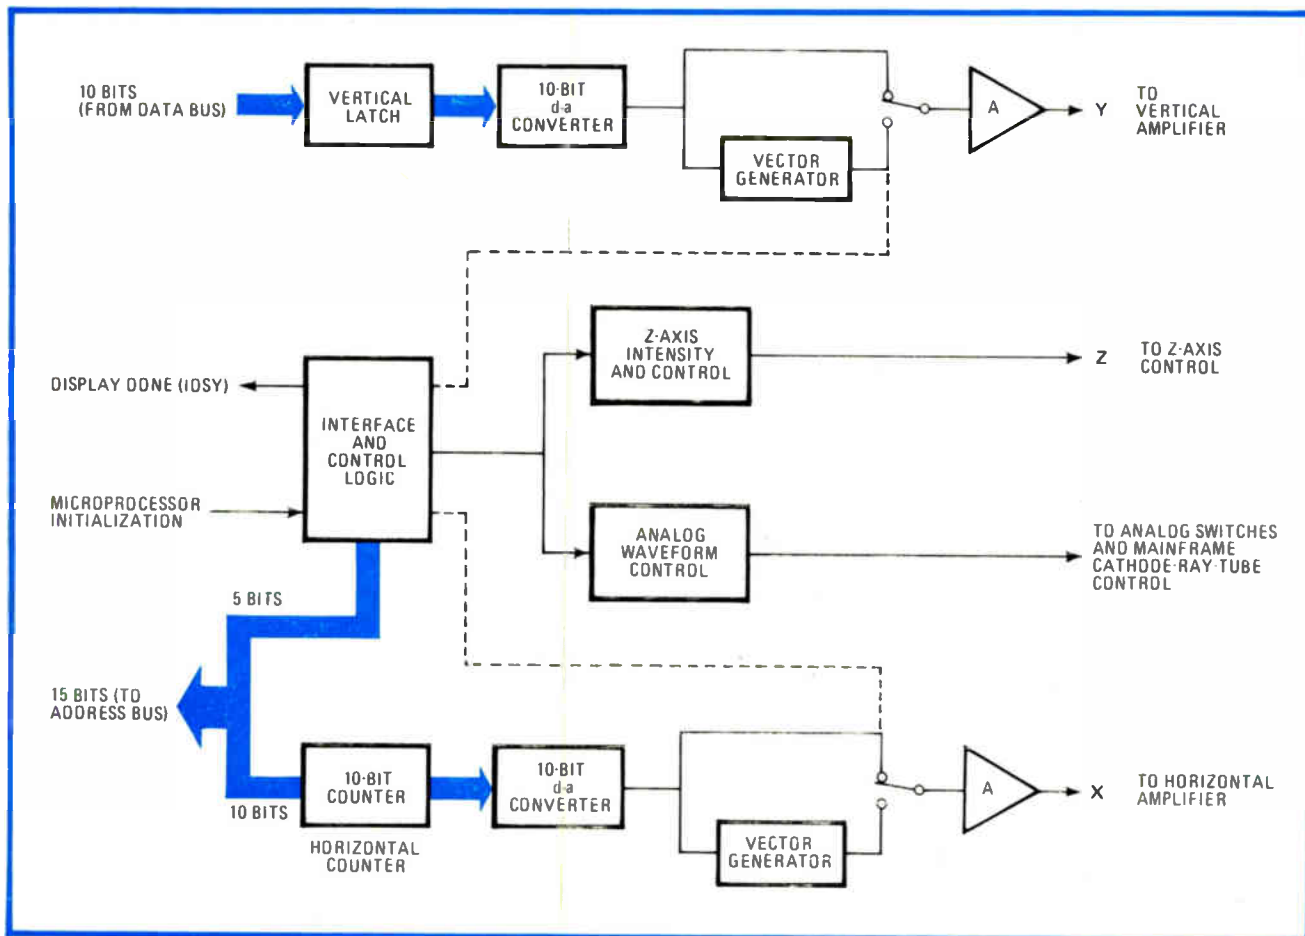 10 BITS
(FROM DATA BUS)
VERTICAL
LATCH
10-BIT
d-a
CONVERTER
VECTOR
GENERATOR
A
Y
TO
VERTICAL
AMPLIFIER
Z-AXIS
INTENSITY
AND CONTROL
Z
TO Z-AXIS
CONTROL
DISPLAY DONE (IDSY)
INTERFACE
AND
CONTROL
LOGIC
MICROPROCESSOR
INITIALIZATION
ANALOG
WAVEFORM
CONTROL
TO ANALOG SWITCHES
AND MAINFRAME
CATHODE-RAY-TUBE
CONTROL
5 BITS
15 BITS (TO
ADDRESS BUS)
10 BITS
10-BIT
COUNTER
HORIZONTAL
COUNTER
10-BIT
d-a
CONVERTER
VECTOR
GENERATOR
A
X
TO HORIZONTAL
AMPLIFIER